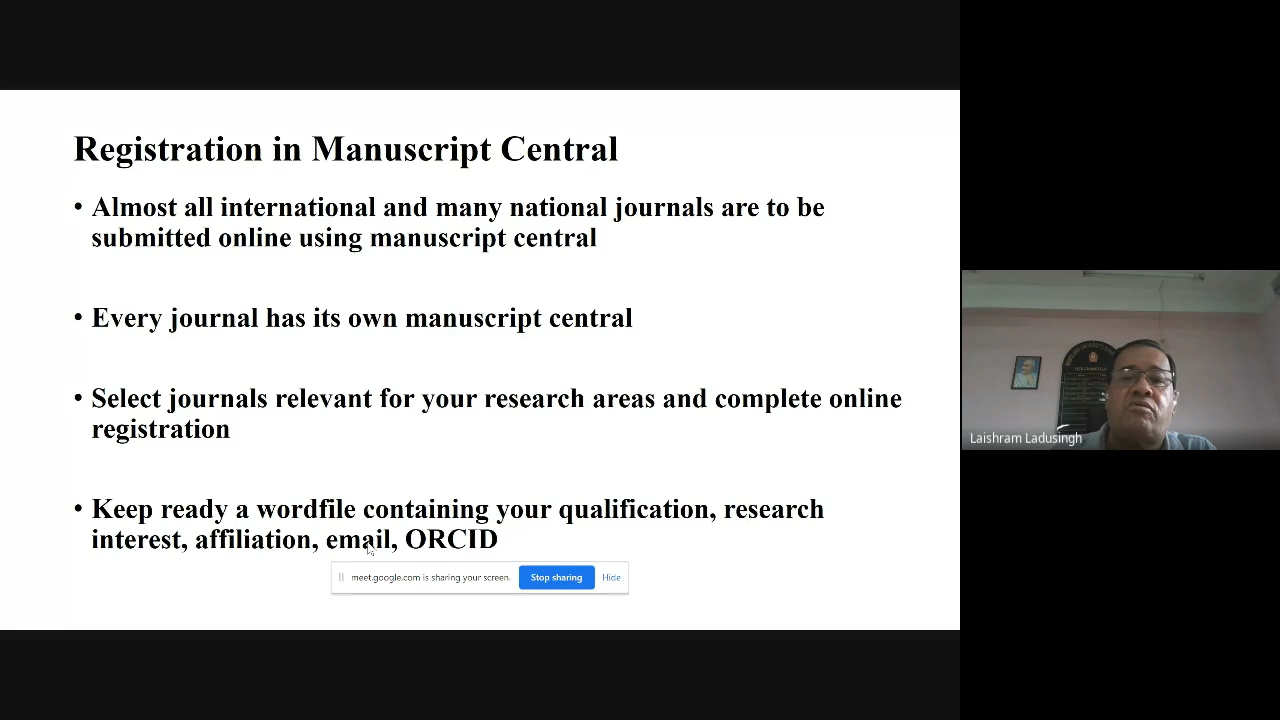 Registration in Manuscript Central
• Almost all international and many national journals are to be
submitted online using manuscript central
• Every journal has its own manuscript central
• Select journals relevant for your research areas and complete online
registration
• Keep ready a wordfile containing your qualification, research
interest, affiliation, email, ORCID
meet.google.com is sharing your screen.
Stop sharing
Hide
Laishram Ladusingh